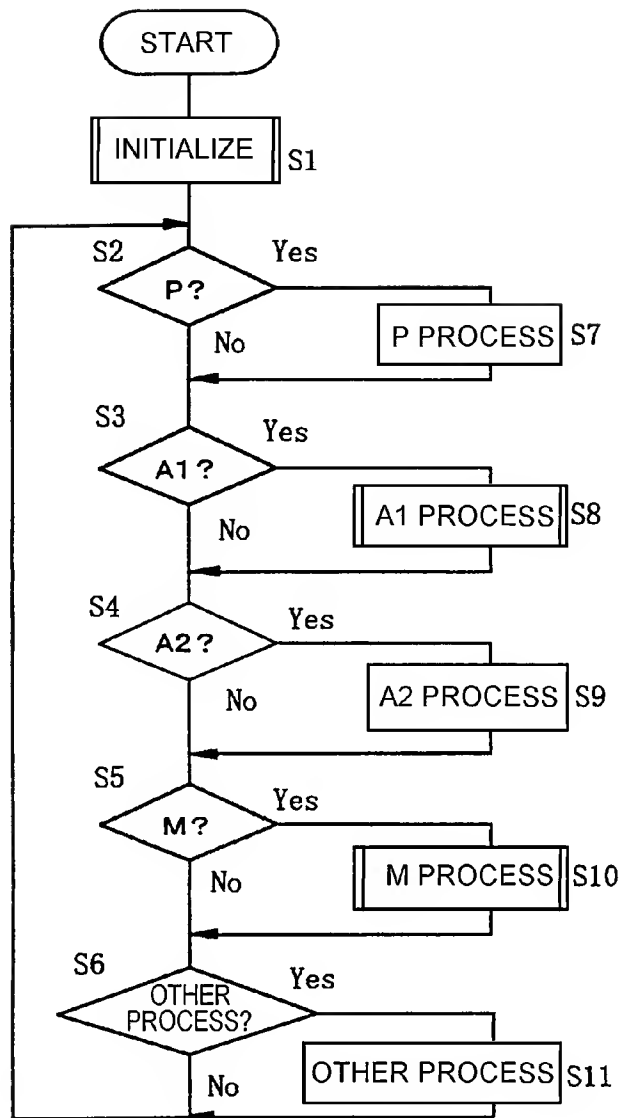 START
INITIALIZE S1
S2 Yes
P?
No P PROCESS S7
S3 Yes
A1?
No A1 PROCESS S8
S4 Yes
A2?
No A2 PROCESS S9
S5 Yes
M?
No M PROCESS S10
S6 Yes
OTHER
PROCESS?
No OTHER PROCESS S11